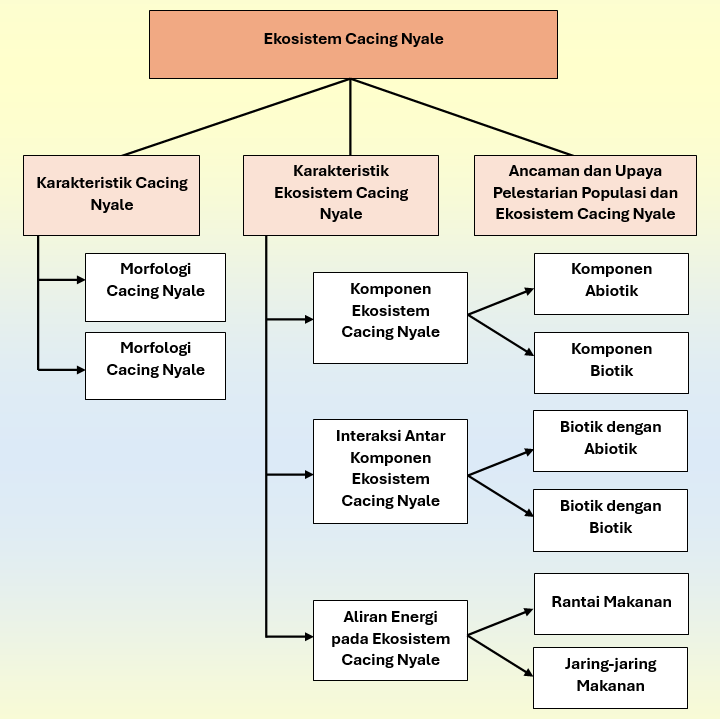 Ekosistem Cacing Nyale
Karakteristik Cacing
Nyale
Karakteristik
Ekosistem Cacing
Nyale
Ancaman dan Upaya
Pelestarian Populasi dan
Ekosistem Cacing Nyale
Morfologi
Cacing Nyale
Morfologi
Cacing Nyale
Komponen
Ekosistem
Cacing Nyale
Komponen
Abiotik
Komponen
Biotik
Interaksi Antar
Komponen
Ekosistem
Cacing Nyale
Biotik dengan
Abiotik
Biotik dengan
Biotik
Aliran Energi
pada Ekosistem
Cacing Nyale
Rantai Makanan
Jaring-jaring
Makanan